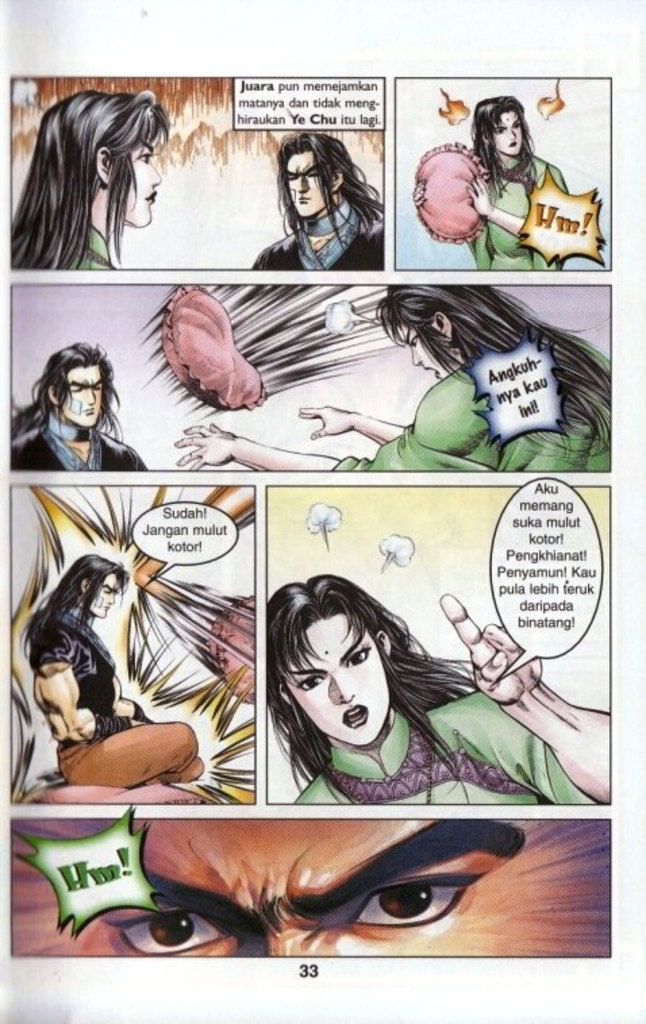 Juara pun memejamkan
matanya dan tidak meng-
hiraukan Ye Chu itu lagi.
Hm!
Angkuh-
nya kau
ini!
Sudah!
Jangan mulut
kotor!
Aku
memang
suka mulut
kotor!
Pengkhianat!
Penyamun! Kau
pula lebih teruk
daripada
binatang!
Hm!
33